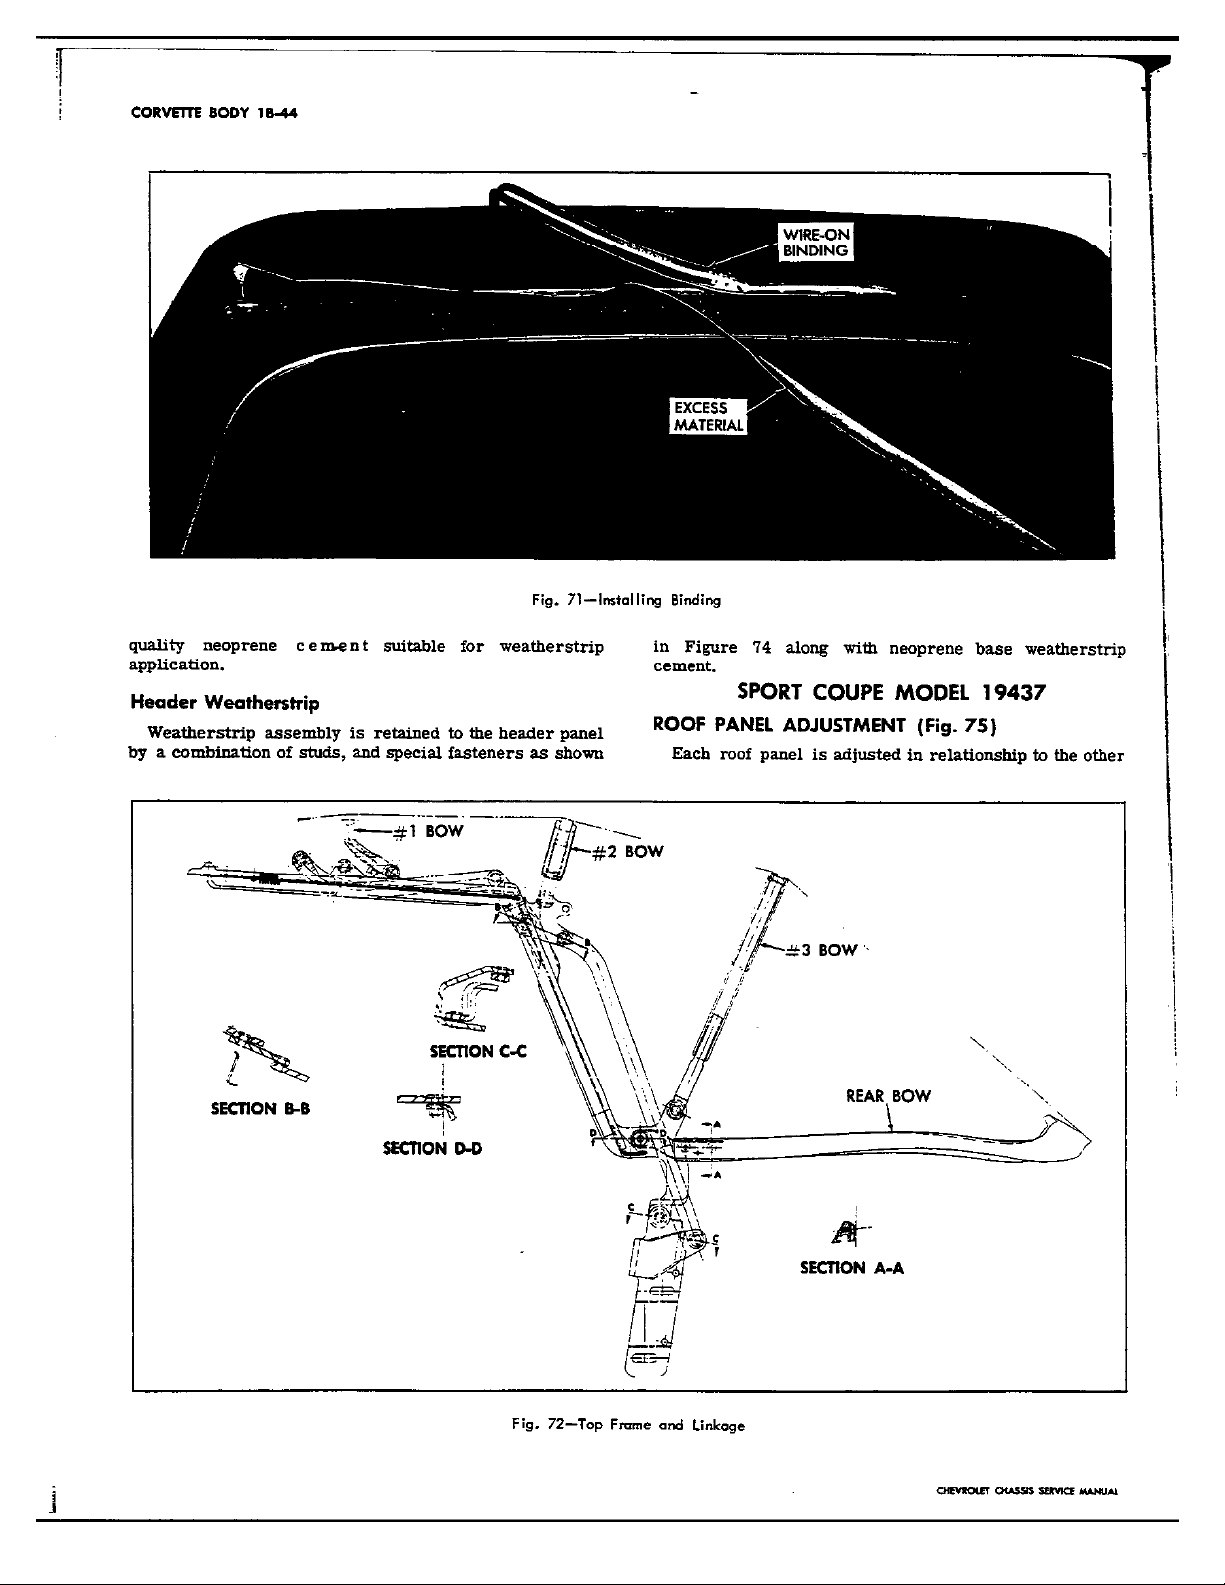 CORVETTE BODY 1B-44
WIRE-ON
BINDING
EXCESS
MATERIAL
Fig. 71—Installing Binding
quality neoprene cement suitable for weatherstrip
application.
Header Weatherstrip
Weatherstrip assembly is retained to the header panel
by a combination of studs, and special fasteners as shown
in Figure 74 along with neoprene base weatherstrip
cement.
SPORT COUPE MODEL 19437
ROOF PANEL ADJUSTMENT (Fig. 75)
Each roof panel is adjusted in relationship to the other
#1 BOW
#2 BOW
#3 BOW
B
B
SECTION C-C
SECTION B-B
SECTION D-D
REAR BOW
D
D
A
A
C
C
SECTION A-A
Fig. 72—Top Frame and Linkage
CHEVROLET CHASSIS SERVICE MANUAL